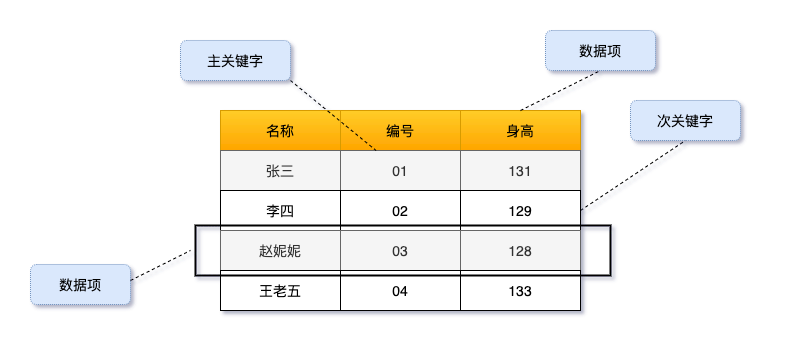 数据项
主关键字
次关键字
名称 编号 身高
张三 01 131
李四 02 129
赵妮妮 03 128
数据项
王老五 04 133